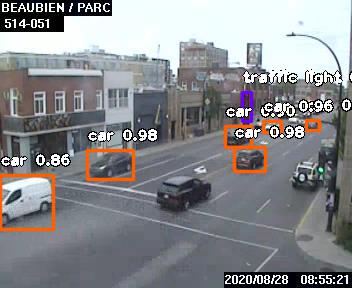 BEAUBIEN / PARC
514-051
traffic light 0
car 0.90
car 0.96
car 0.98
car 0.98
car 0.86
2020/08/28 08:55:21